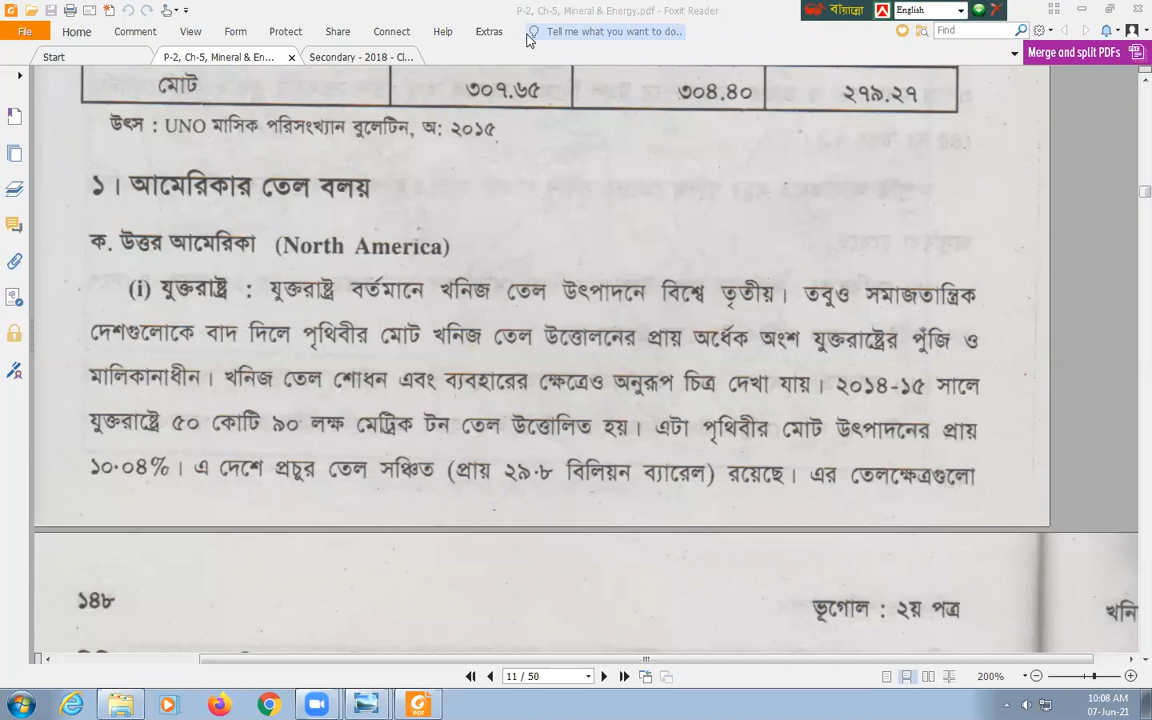 P-2, Ch-5, Mineral & Energy.pdf - Foxit Reader
বাঁয়ান্নো
English
File Home Comment View Form Protect Share Connect Help Extras Tell me what you want to do.. Find
Start P-2, Ch-5, Mineral & En... Secondary - 2018 - Cl... Merge and split PDFs
মোট ৩০৭.৬৫ ৩০৪.৪০ ২৭৯.২৭
উৎস : UNO মাসিক পরিসংখ্যান বুলেটিন, অ: ২০১৫
১। আমেরিকার তেল বলয়
ক. উত্তর আমেরিকা (North America)
(i) যুক্তরাষ্ট্র : যুক্তরাষ্ট্র বর্তমানে খনিজ তেল উৎপাদনে বিশ্বে তৃতীয়। তবুও সমাজতান্ত্রিক
দেশগুলোকে বাদ দিলে পৃথিবীর মোট খনিজ তেল উত্তোলনের প্রায় অর্ধেক অংশ যুক্তরাষ্ট্রের পুঁজি ও
মালিকানাধীন। খনিজ তেল শোধন এবং ব্যবহারের ক্ষেত্রেও অনুরূপ চিত্র দেখা যায়। ২০১৪-১৫ সালে
যুক্তরাষ্ট্রে ৫০ কোটি ৯০ লক্ষ মেট্রিক টন তেল উত্তোলিত হয়। এটা পৃথিবীর মোট উৎপাদনের প্রায়
১০·০৪%। এ দেশে প্রচুর তেল সঞ্চিত (প্রায় ২৯·৮ বিলিয়ন ব্যারেল) রয়েছে। এর তেলক্ষেত্রগুলো
১৪৮ ভূগোল : ২য় পত্র খনি
11 / 50 200%
10:08 AM
07-Jun-21